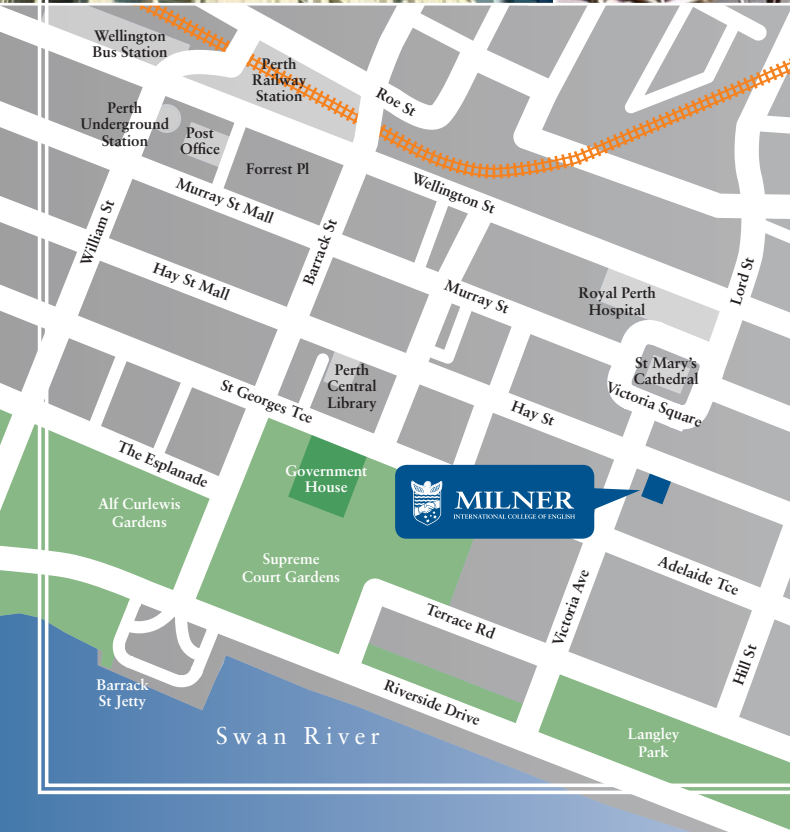 Wellington
Bus Station
Perth
Railway
Station
Roe St
Perth
Underground
Station
Post
Office
Forrest Pl
Wellington St
Murray St Mall
William St
Barrack St
Hay St Mall
Murray St
Royal Perth
Hospital
Lord St
St Mary's
Cathedral
Victoria Square
Perth
Central
Library
St Georges Tce
Hay St
The Esplanade
Government
House
MILNER
INTERNATIONAL COLLEGE OF ENGLISH
Alf Curlewis
Gardens
Supreme
Court Gardens
Adelaide Tce
Victoria Ave
Terrace Rd
Hill St
Barrack
St Jetty
Riverside Drive
Swan River
Langley
Park